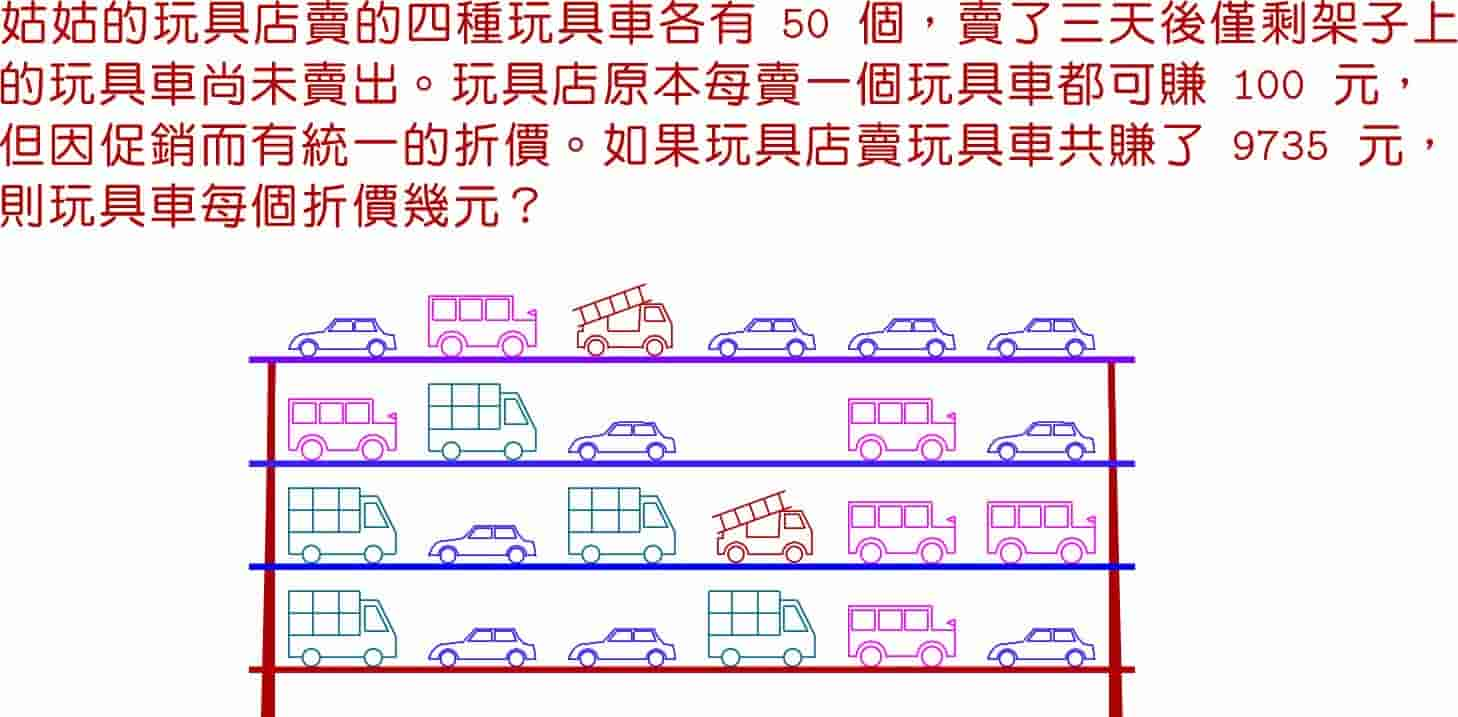 姑姑的玩具店賣的四種玩具車各有 50 個，賣了三天後僅剩架子上
的玩具車尚未賣出。玩具店原本每賣一個玩具車都可賺 100 元，
但因促銷而有統一的折價。如果玩具店賣玩具車共賺了 9735 元，
則玩具車每個折價幾元？